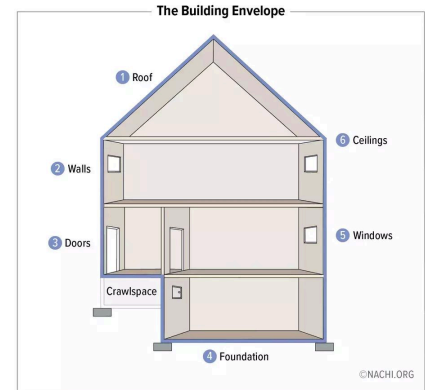 The Building Envelope
1 Roof
6 Ceilings
2 Walls
5 Windows
3 Doors
Crawlspace
4 Foundation
©NACHI.ORG